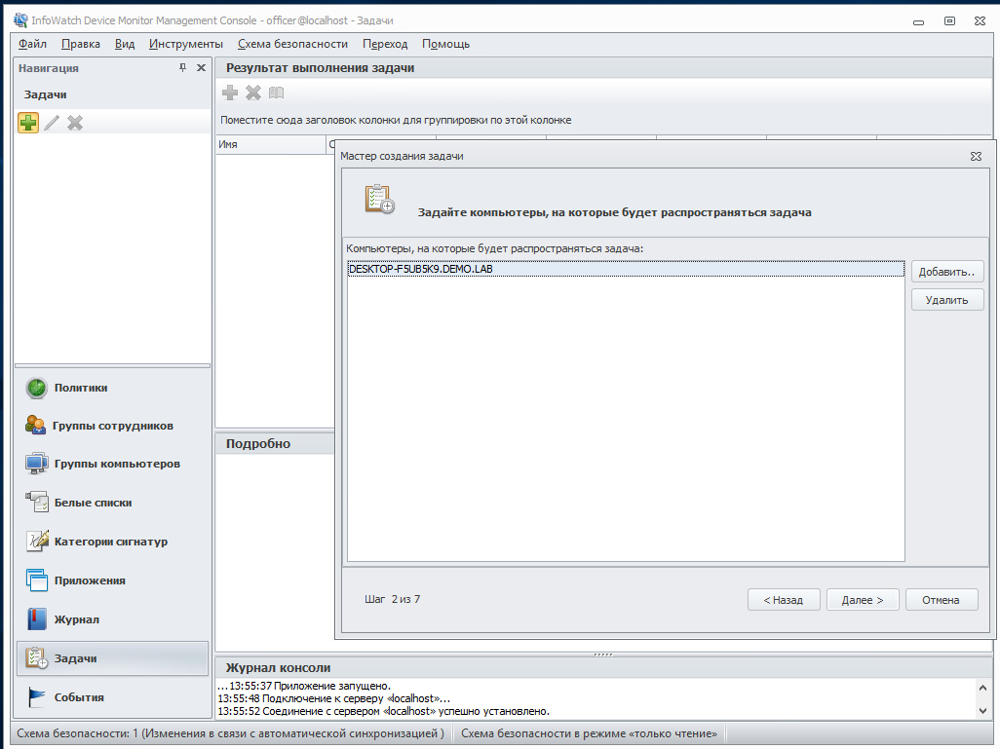 InfoWatch Device Monitor Management Console - officer@localhost - Задачи
Файл Правка Вид Инструменты Схема безопасности Переход Помощь
Навигация
Задачи
Результат выполнения задачи
Поместите сюда заголовок колонки для группировки по этой колонке
Имя
Мастер создания задачи
Задайте компьютеры, на которые будет распространяться задача
Компьютеры, на которые будет распространяться задача:
DESKTOP-F5UB5K9.DEMO.LAB
Добавить..
Удалить
Шаг 2 из 7
< Назад
Далее >
Отмена
Политики
Группы сотрудников
Группы компьютеров
Белые списки
Категории сигнатур
Приложения
Журнал
Задачи
События
Подробно
Журнал консоли
...13:55:37 Приложение запущено.
13:55:48 Подключение к серверу «localhost»...
13:55:52 Соединение с сервером «localhost» успешно установлено.
Схема безопасности: 1 (Изменения в связи с автоматической синхронизацией ) Схема безопасности в режиме «только чтение»